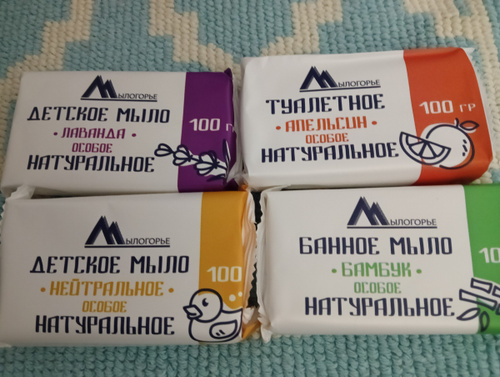 Мылогорье
ДЕТСКОЕ МЫЛО
• ЛАВАНДА •
ОСОБОЕ
НАТУРАЛЬНОЕ
100 Г
Мылогорье
ТУАЛЕТНОЕ
• АПЕЛЬСИН •
ОСОБОЕ
НАТУРАЛЬНОЕ
100 ГР
Мылогорье
ДЕТСКОЕ МЫЛО
• НЕЙТРАЛЬНОЕ •
ОСОБОЕ
НАТУРАЛЬНОЕ
100
Мылогорье
БАННОЕ МЫЛО
• БАМБУК •
ОСОБОЕ
НАТУРАЛЬНОЕ
10